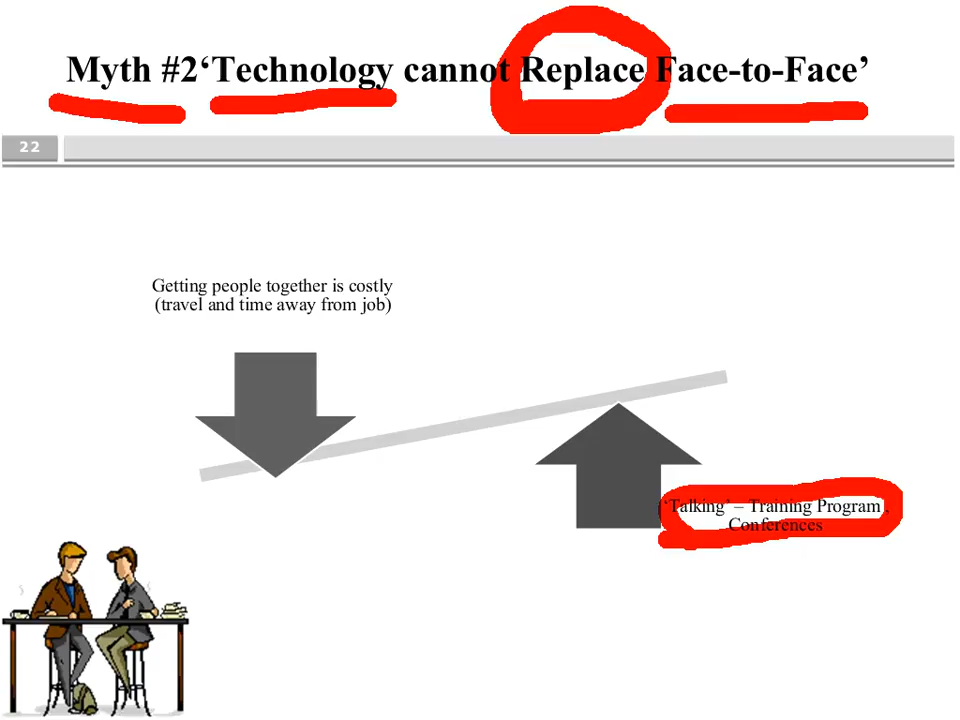 Myth #2‘Technology cannot Replace Face-to-Face’
22
Getting people together is costly
(travel and time away from job)
(‘Talking’ – Training Program ,
Conferences